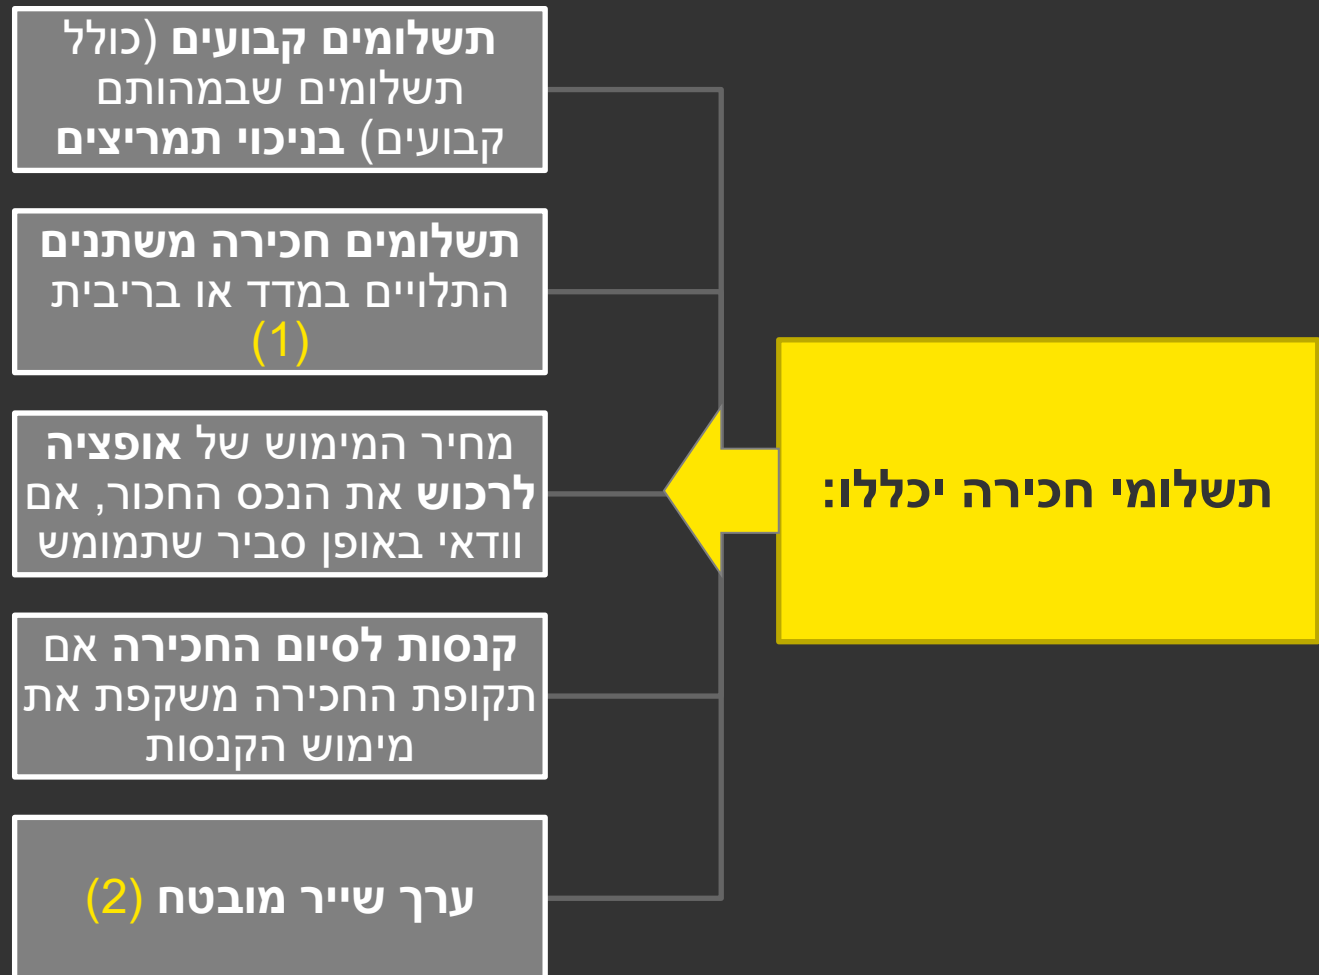 תשלומי חכירה יכללו:
תשלומים קבועים (כולל
תשלומים שבמהותם
קבועים) בניכוי תמריצים
תשלומים חכירה משתנים
התלויים במדד או בריבית
(1)
מחיר המימוש של אופציה
לרכוש את הנכס החכור, אם
וודאי באופן סביר שתמומש
קנסות לסיום החכירה אם
תקופת החכירה משקפת את
מימוש הקנסות
ערך שייר מובטח (2)